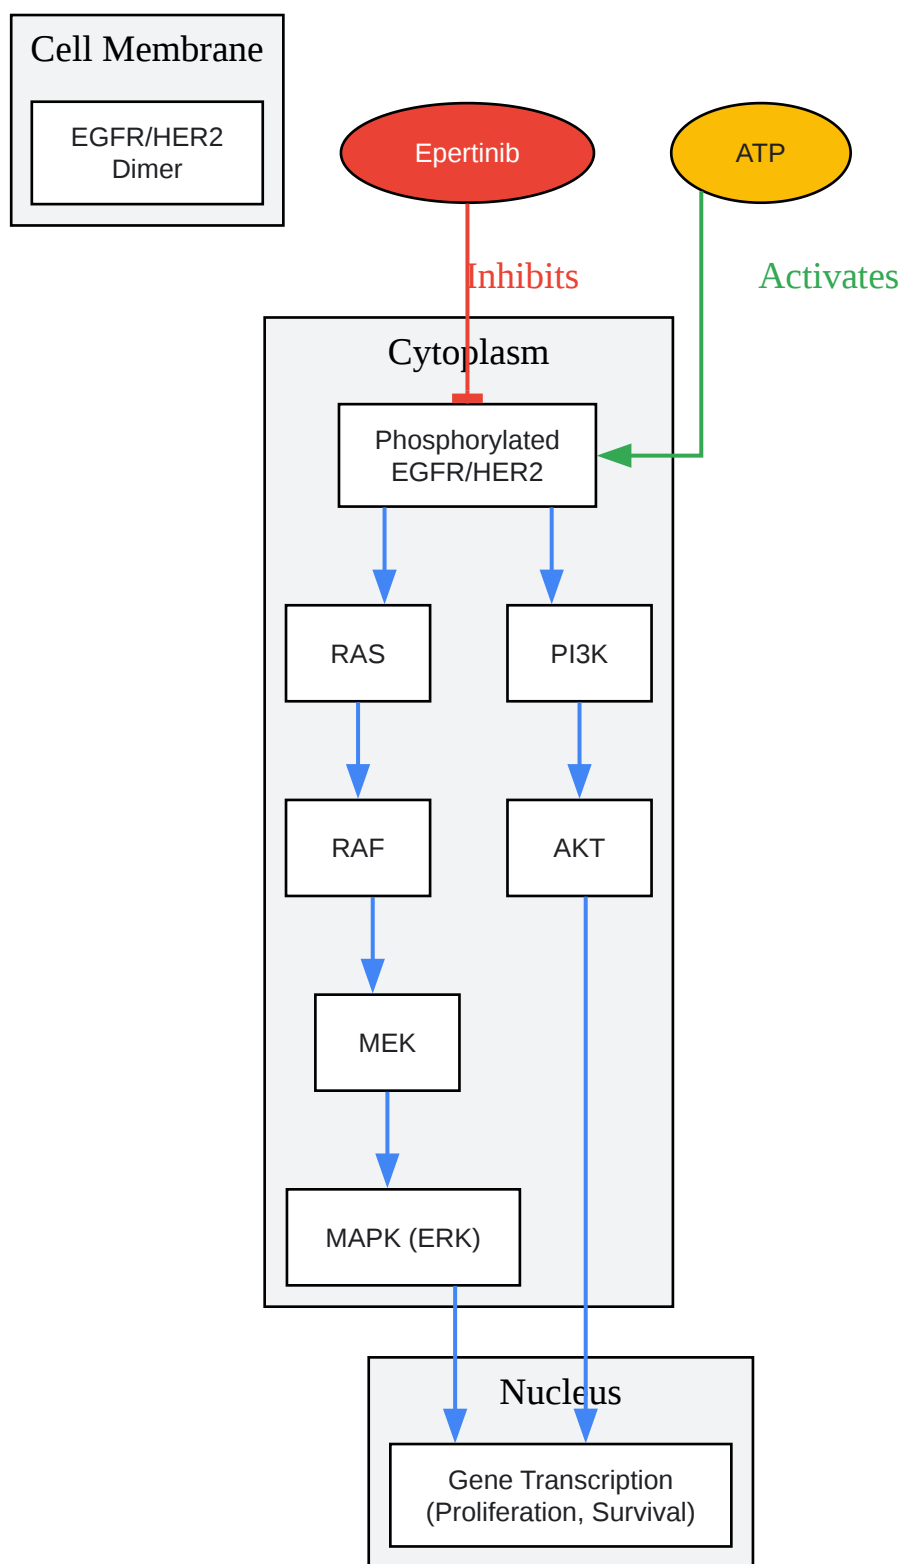 Cell Membrane
EGFR/HER2
Dimer
Epertinib
ATP
Inhibits
Activates
Cytoplasm
Phosphorylated
EGFR/HER2
RAS
PI3K
RAF
AKT
MEK
MAPK (ERK)
Nucleus
Gene Transcription
(Proliferation, Survival)